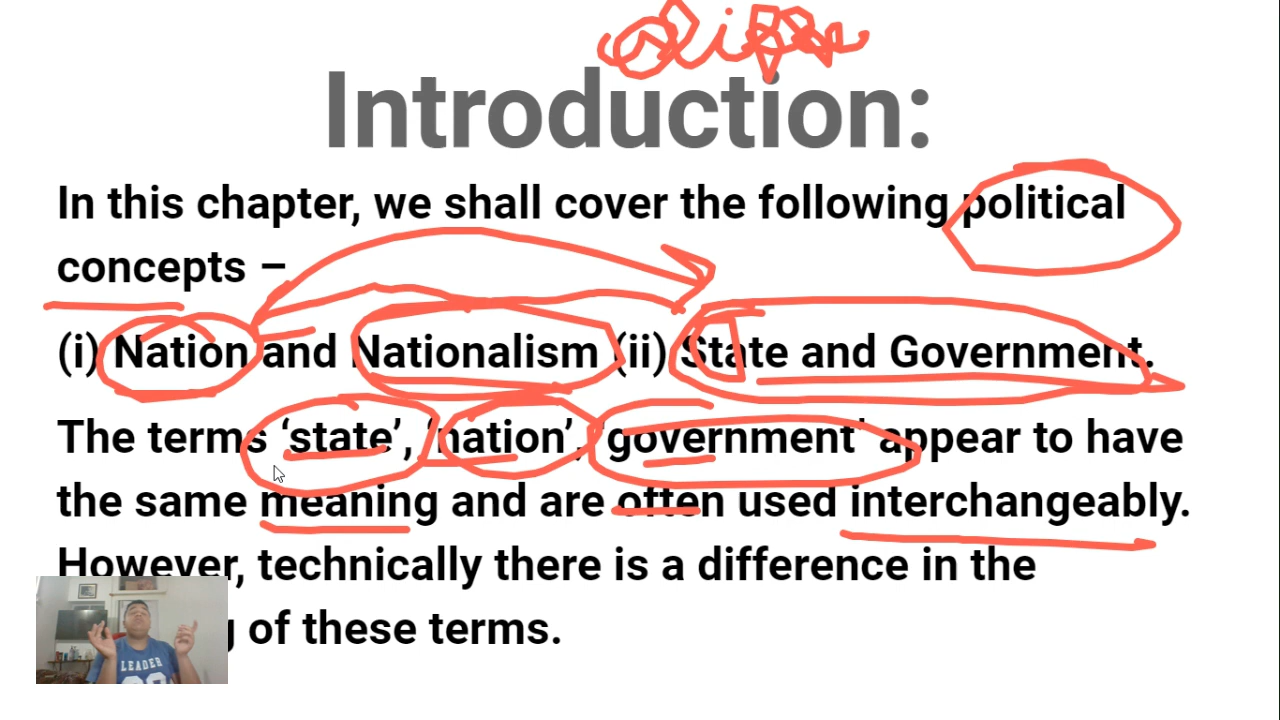 Introduction:
In this chapter, we shall cover the following political
concepts –
(i) Nation and Nationalism (ii) State and Government.
The terms ‘state’, ‘nation’, ‘government’ appear to have
the same meaning and are often used interchangeably.
However, technically there is a difference in the
of these terms.
LEADER